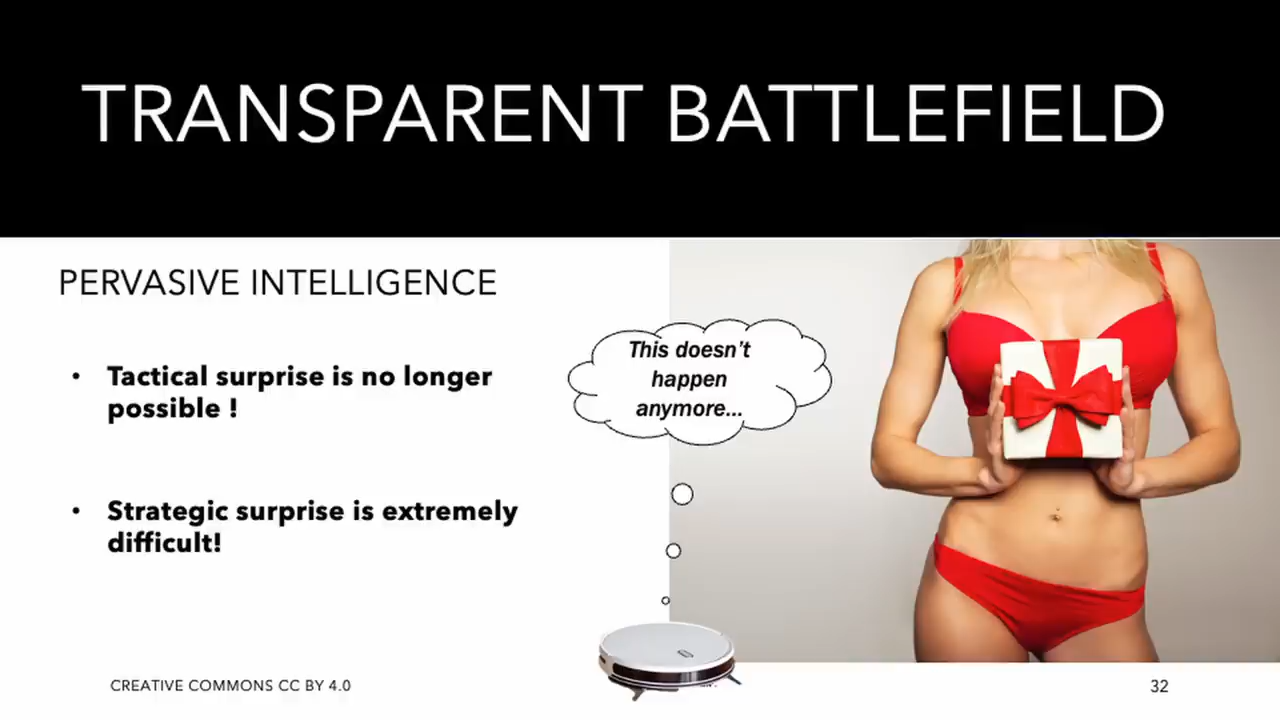 TRANSPARENT BATTLEFIELD
PERVASIVE INTELLIGENCE
• Tactical surprise is no longer
possible !
• Strategic surprise is extremely
difficult!
This doesn't
happen
anymore...
CREATIVE COMMONS CC BY 4.0
32